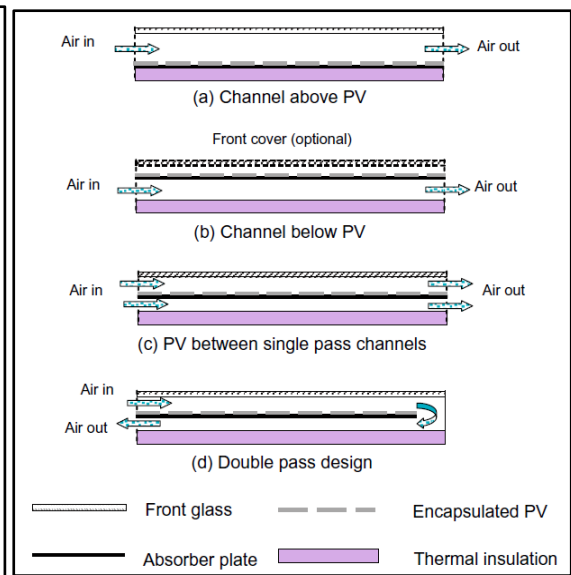 Air in
Air out
(a) Channel above PV
Front cover (optional)
Air in
Air out
(b) Channel below PV
Air in
Air out
(c) PV between single pass channels
Air in
Air out
(d) Double pass design
Front glass
Encapsulated PV
Absorber plate
Thermal insulation